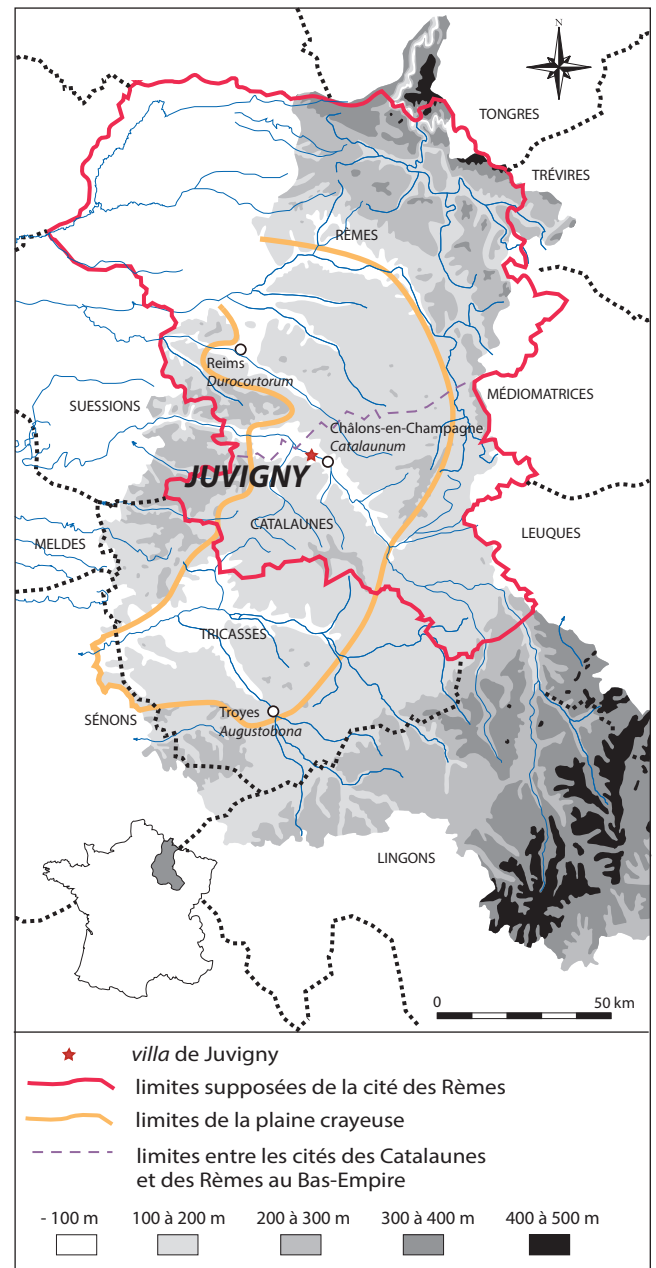 N
TONGRES
TRÉVIRES
RÈMES
Reims
Durocortorum
MÉDIOMATRICES
SUESSIONS
Châlons-en-Champagne
Catalaunum
JUVIGNY
CATALAUNES
LEUQUES
MELDES
TRICASSES
SÉNONS
Troyes
Augustobona
LINGONS
0 50 km
villa de Juvigny
limites supposées de la cité des Rèmes
limites de la plaine crayeuse
limites entre les cités des Catalaunes
et des Rèmes au Bas-Empire
- 100 m 100 à 200 m 200 à 300 m 300 à 400 m 400 à 500 m